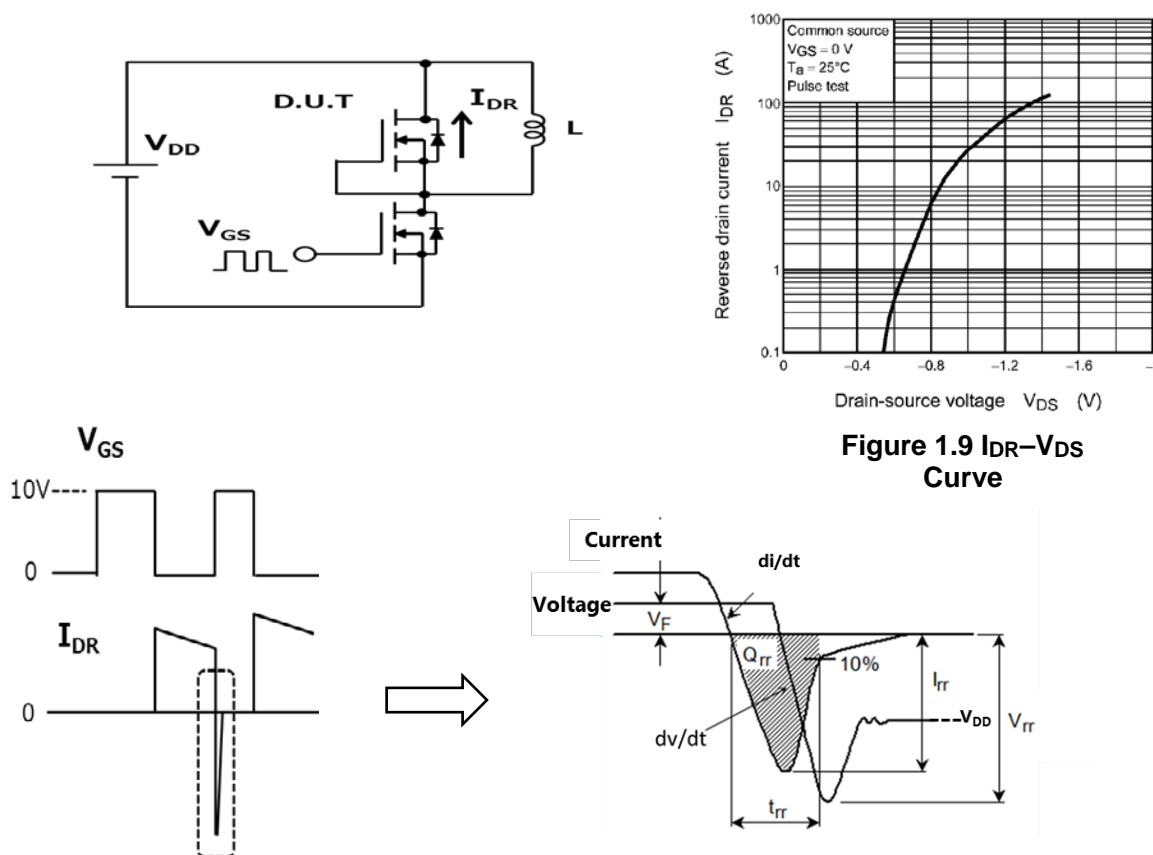 D.U.T
I_DR
L
V_DD
V_GS
Reverse drain current I_DR (A)
1000
100
10
1
0.1
Common source
V_GS = 0 V
T_a = 25°C
Pulse test
0
−0.4
−0.8
−1.2
−1.6
−
Drain-source voltage V_DS (V)
Figure 1.9 I_DR–V_DS
Curve
V_GS
10V
0
I_DR
0
Current
di/dt
Voltage
V_F
Q_rr
10%
I_rr
dv/dt
V_DD
V_rr
t_rr